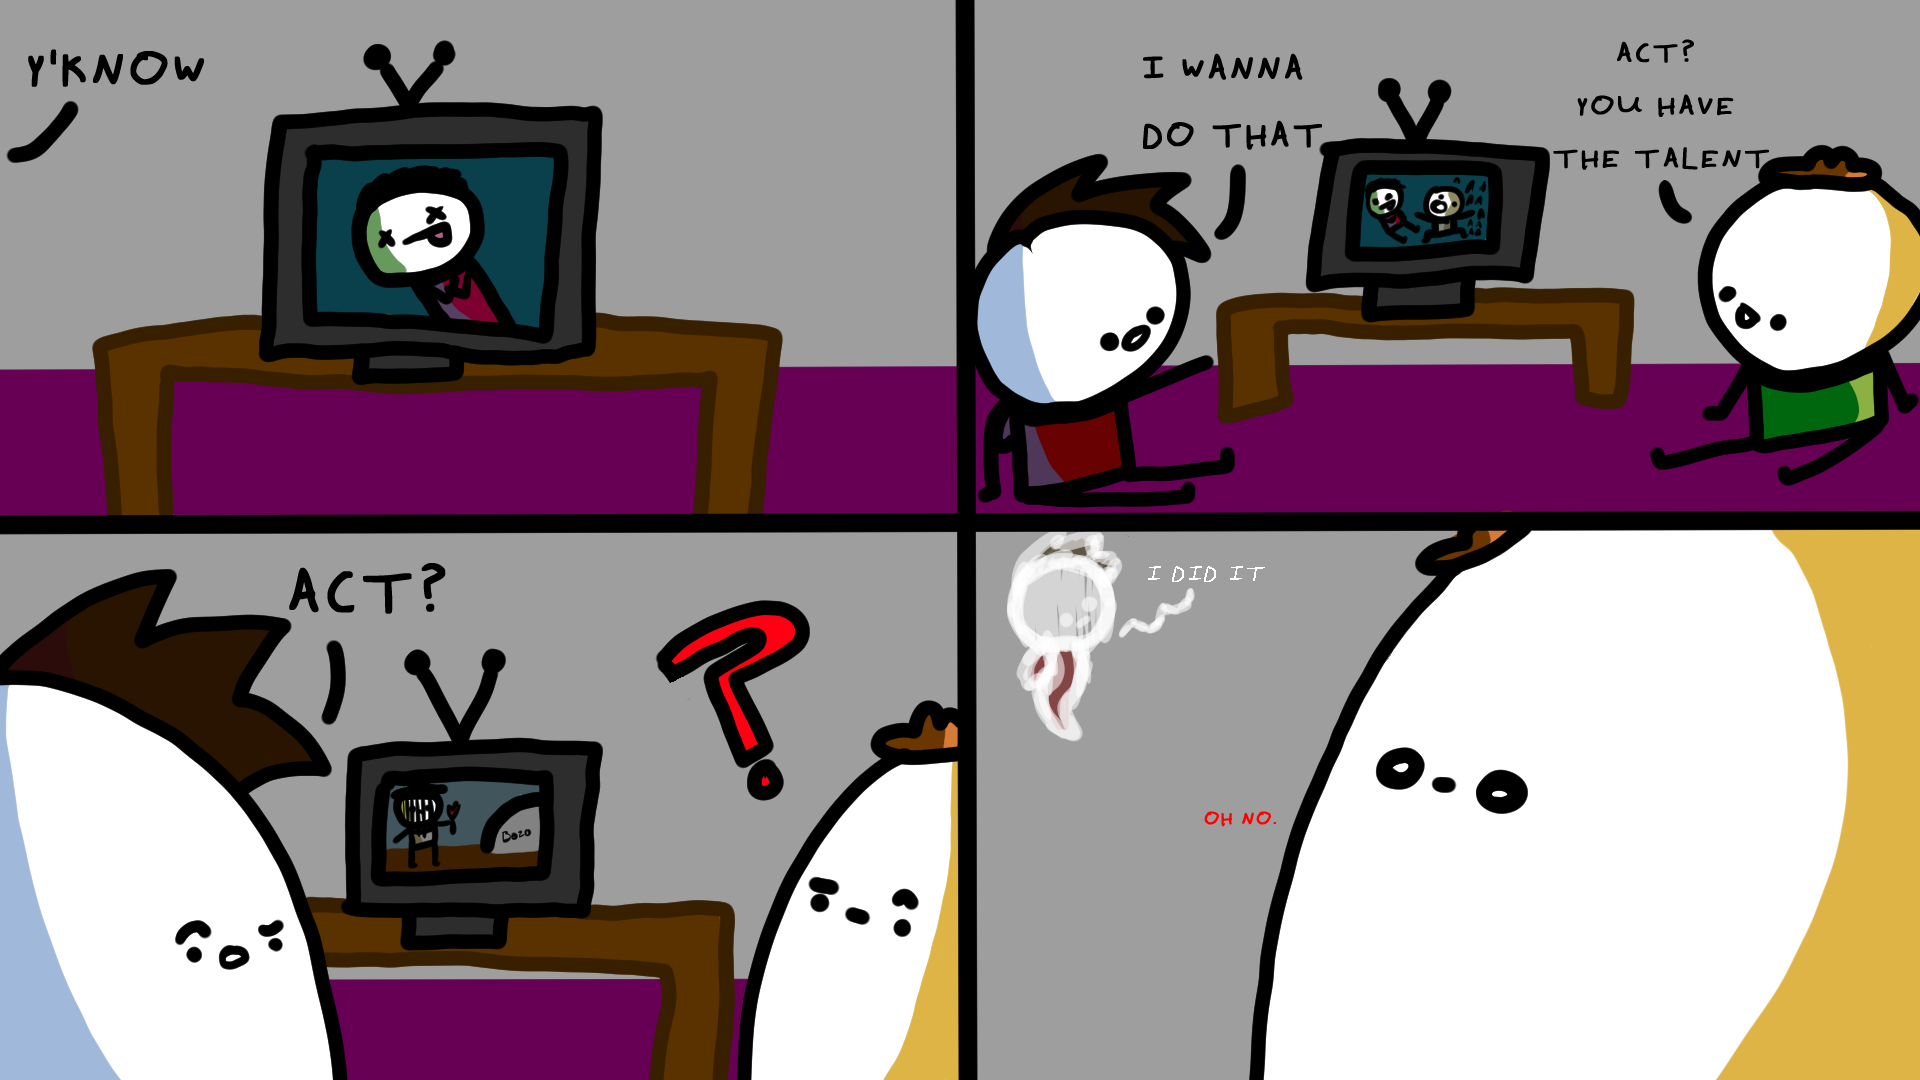 Y'KNOW
I WANNA
DO THAT
ACT?
YOU HAVE
THE TALENT
ACT?
?
BOZO
I DID IT
OH NO.